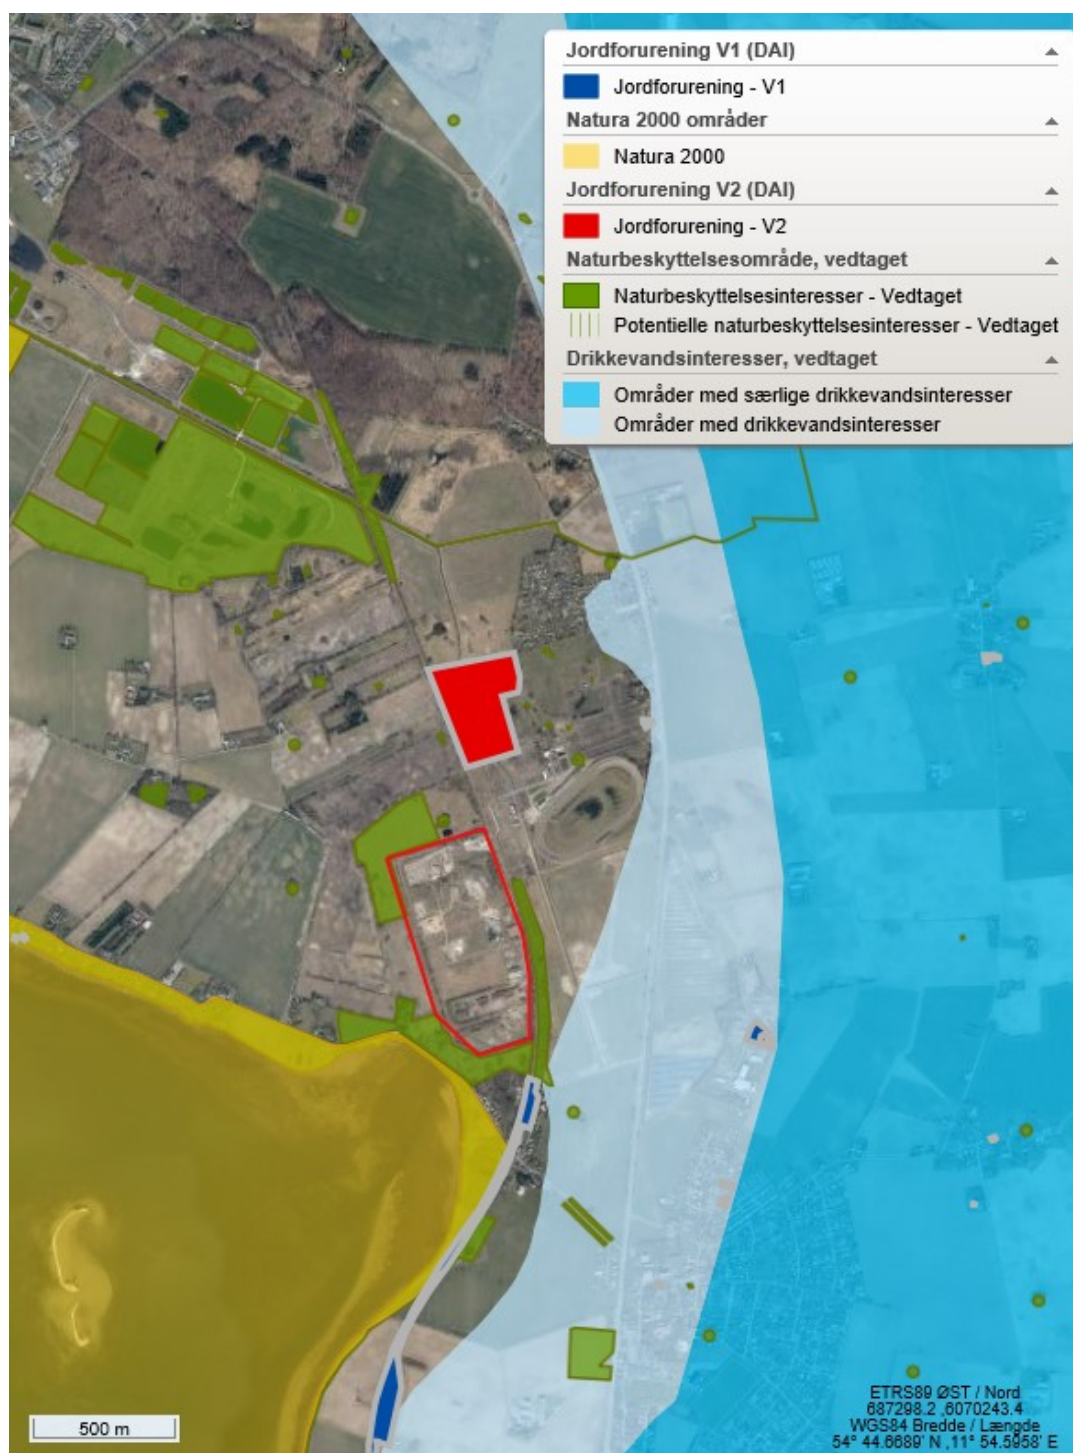 Jordforurening V1 (DAI)
Jordforurening - V1
Natura 2000 områder
Natura 2000
Jordforurening V2 (DAI)
Jordforurening - V2
Naturbeskyttelsesområde, vedtaget
Naturbeskyttelsesinteresser - Vedtaget
Potentielle naturbeskyttelsesinteresser - Vedtaget
Drikkevandsinteresser, vedtaget
Områder med særlige drikkevandsinteresser
Områder med drikkevandsinteresser
500 m
ETRS89 ØST / Nord
687298.2 ,6070243.4
WGS84 Bredde / Længde
54° 44.6689' N ,11° 54.5958' E